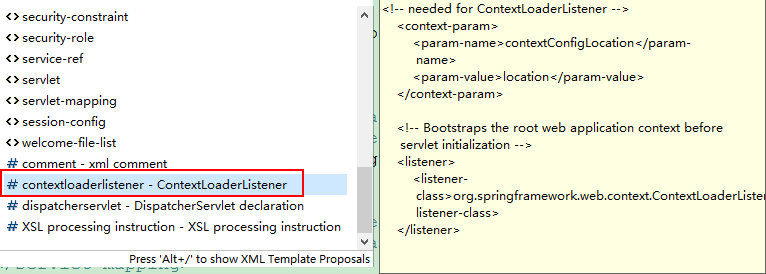 security-constraint
security-role
service-ref
servlet
servlet-mapping
session-config
welcome-file-list
# comment - xml comment
# contextloaderlistener - ContextLoaderListener
# dispatcherservlet - DispatcherServlet declaration
# XSL processing instruction - XSL processing instruction
Press 'Alt+/' to show XML Template Proposals
<!-- needed for ContextLoaderListener -->
<context-param>
<param-name>contextConfigLocation</param-
name>
<param-value>location</param-value>
</context-param>
<!-- Bootstraps the root web application context before
servlet initialization -->
<listener>
<listener-
class>org.springframework.web.context.ContextLoaderListener
listener-class>
</listener>